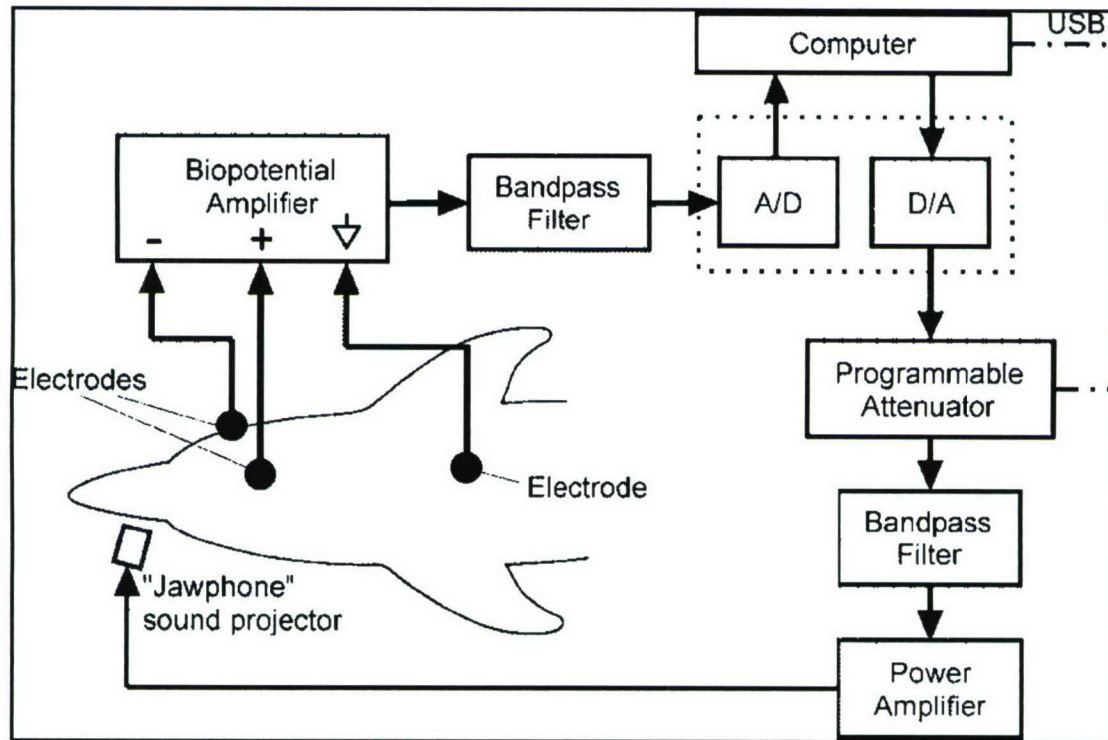 USB
Computer
Biopotential
Amplifier
- +
Bandpass
Filter
A/D
D/A
Programmable
Attenuator
Electrodes
Electrode
Bandpass
Filter
"Jawphone"
sound projector
Power
Amplifier